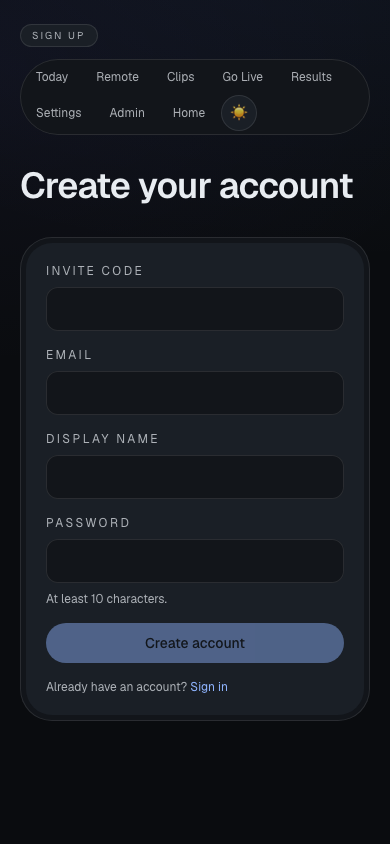 SIGN UP
Today Remote Clips Go Live Results
Settings Admin Home
Create your account
INVITE CODE
EMAIL
DISPLAY NAME
PASSWORD
At least 10 characters.
Create account
Already have an account? Sign in